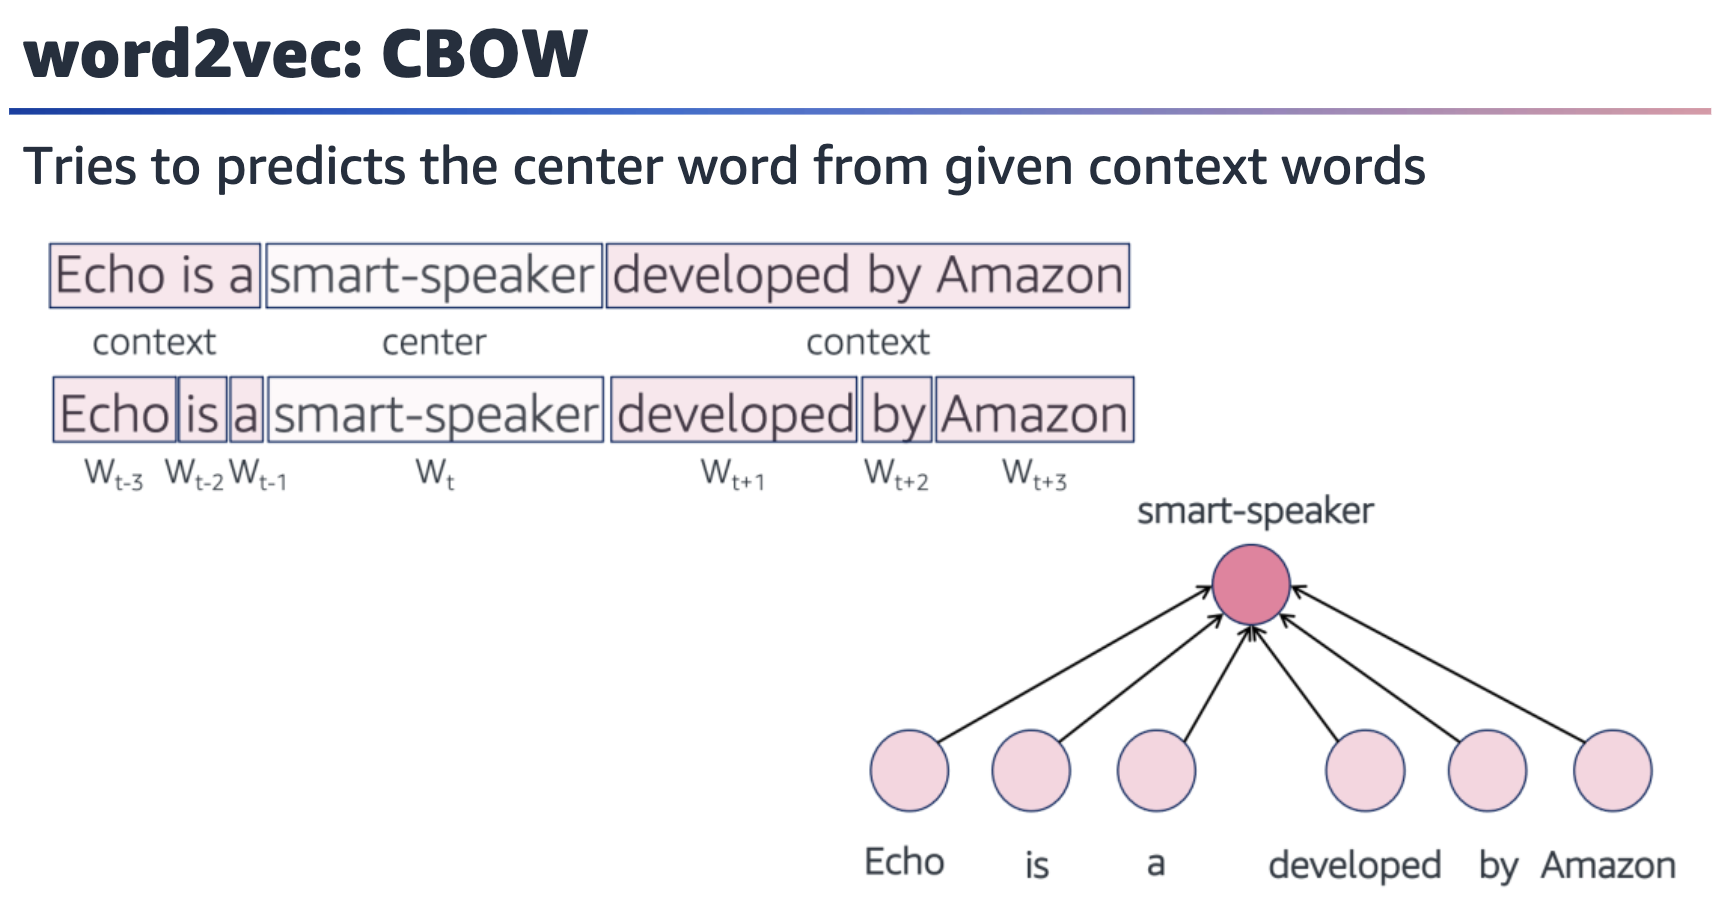 word2vec: CBOW
Tries to predicts the center word from given context words
Echo is a smart-speaker developed by Amazon
context center context
Echo is a smart-speaker developed by Amazon
Wt-3 Wt-2 Wt-1 Wt Wt+1 Wt+2 Wt+3
smart-speaker
Echo is a developed by Amazon